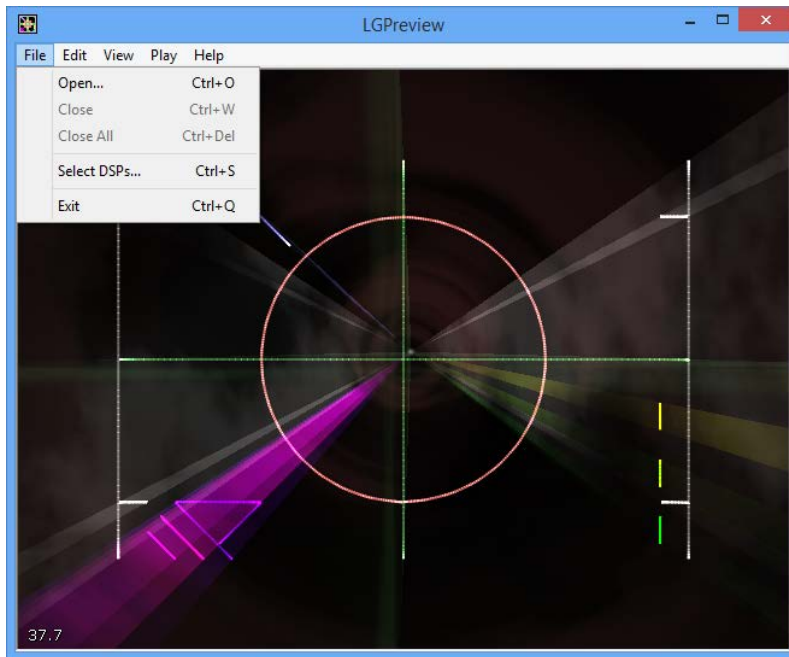 LGPreview
File Edit View Play Help
Open... Ctrl+O
Close Ctrl+W
Close All Ctrl+Del
Select DSPs... Ctrl+S
Exit Ctrl+Q
37.7